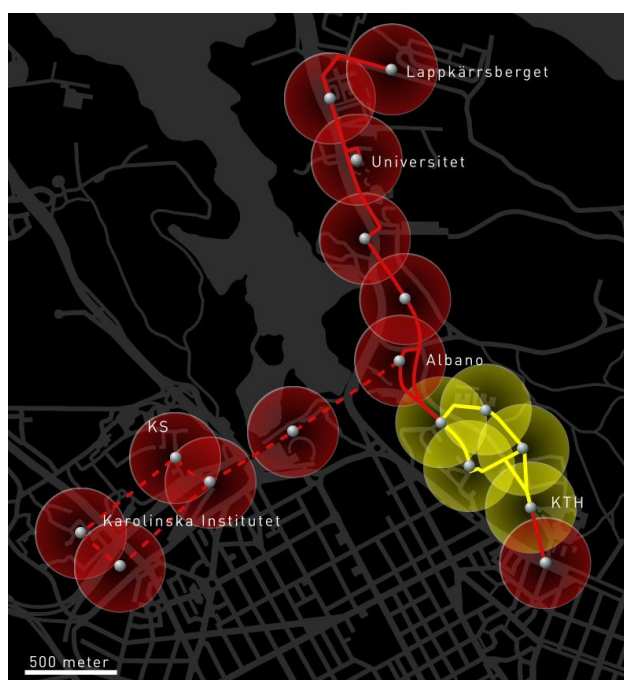 Lappkärrsberget
Universitet
Albano
KS
KTH
Karolinska Institutet
500 meter